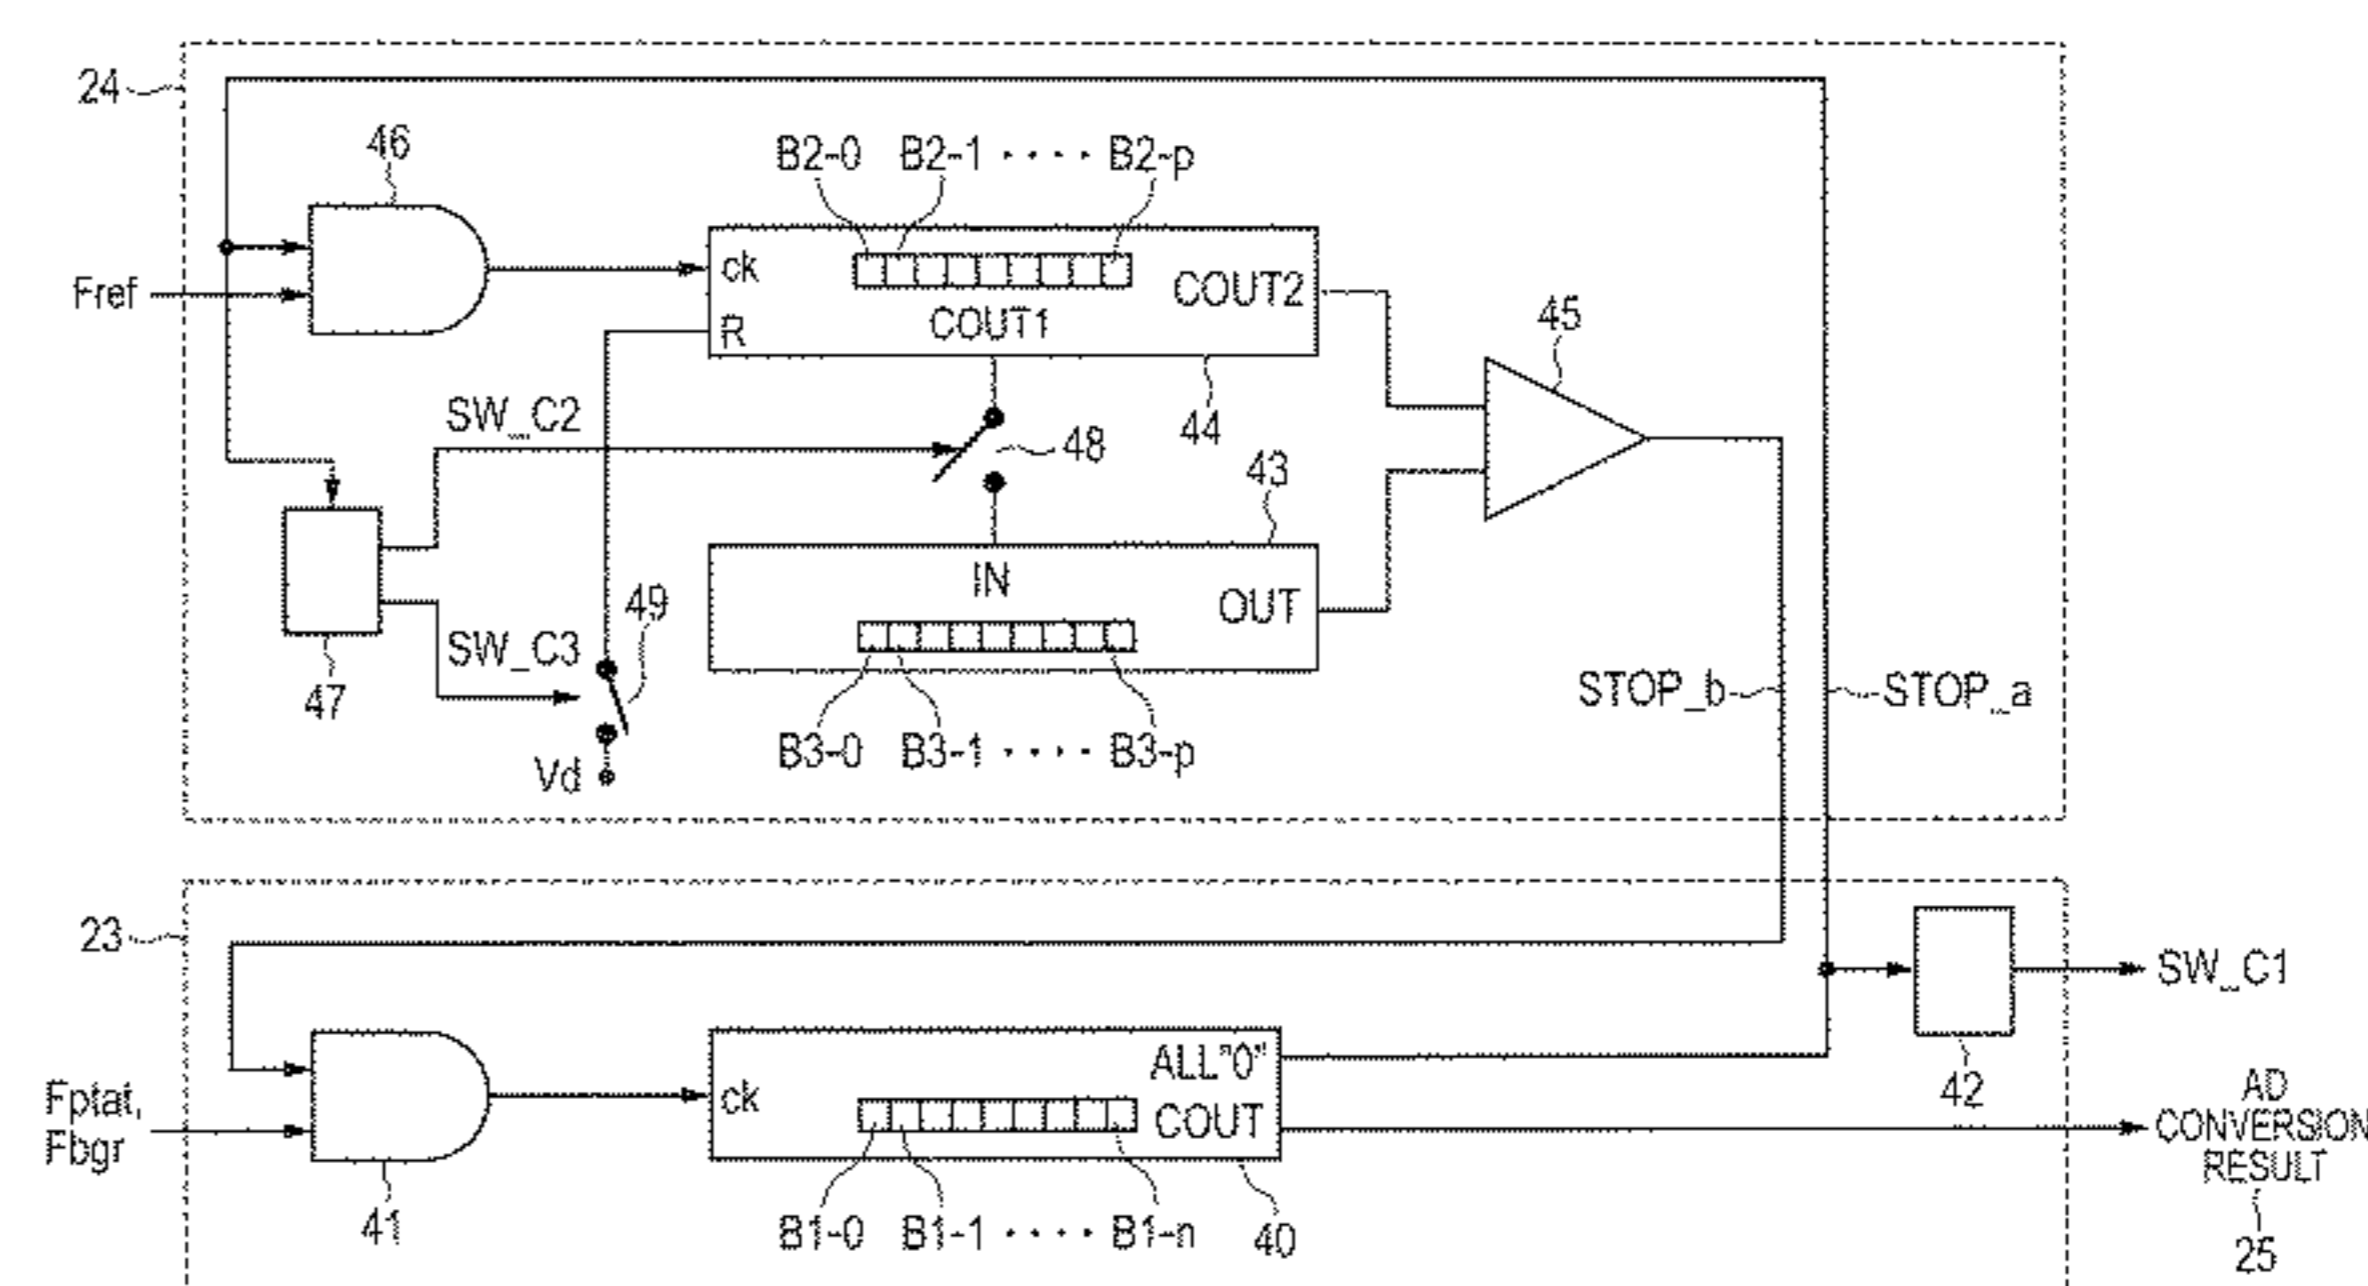 24
46
B2-0 B2-1 ···· B2-p
ck
COUT2
Fref
COUT1
R
45
SW_C2
44
48
43
IN
49
OUT
SW_C3
47
STOP_b
STOP_a
B3-0 B3-1 ···· B3-p
Vd
23
SW_C1
ALL"0"
42
Fptat,
Fbgr
ck
COUT
AD
CONVERSION
RESULT
41
B1-0 B1-1 ···· B1-n
40
25